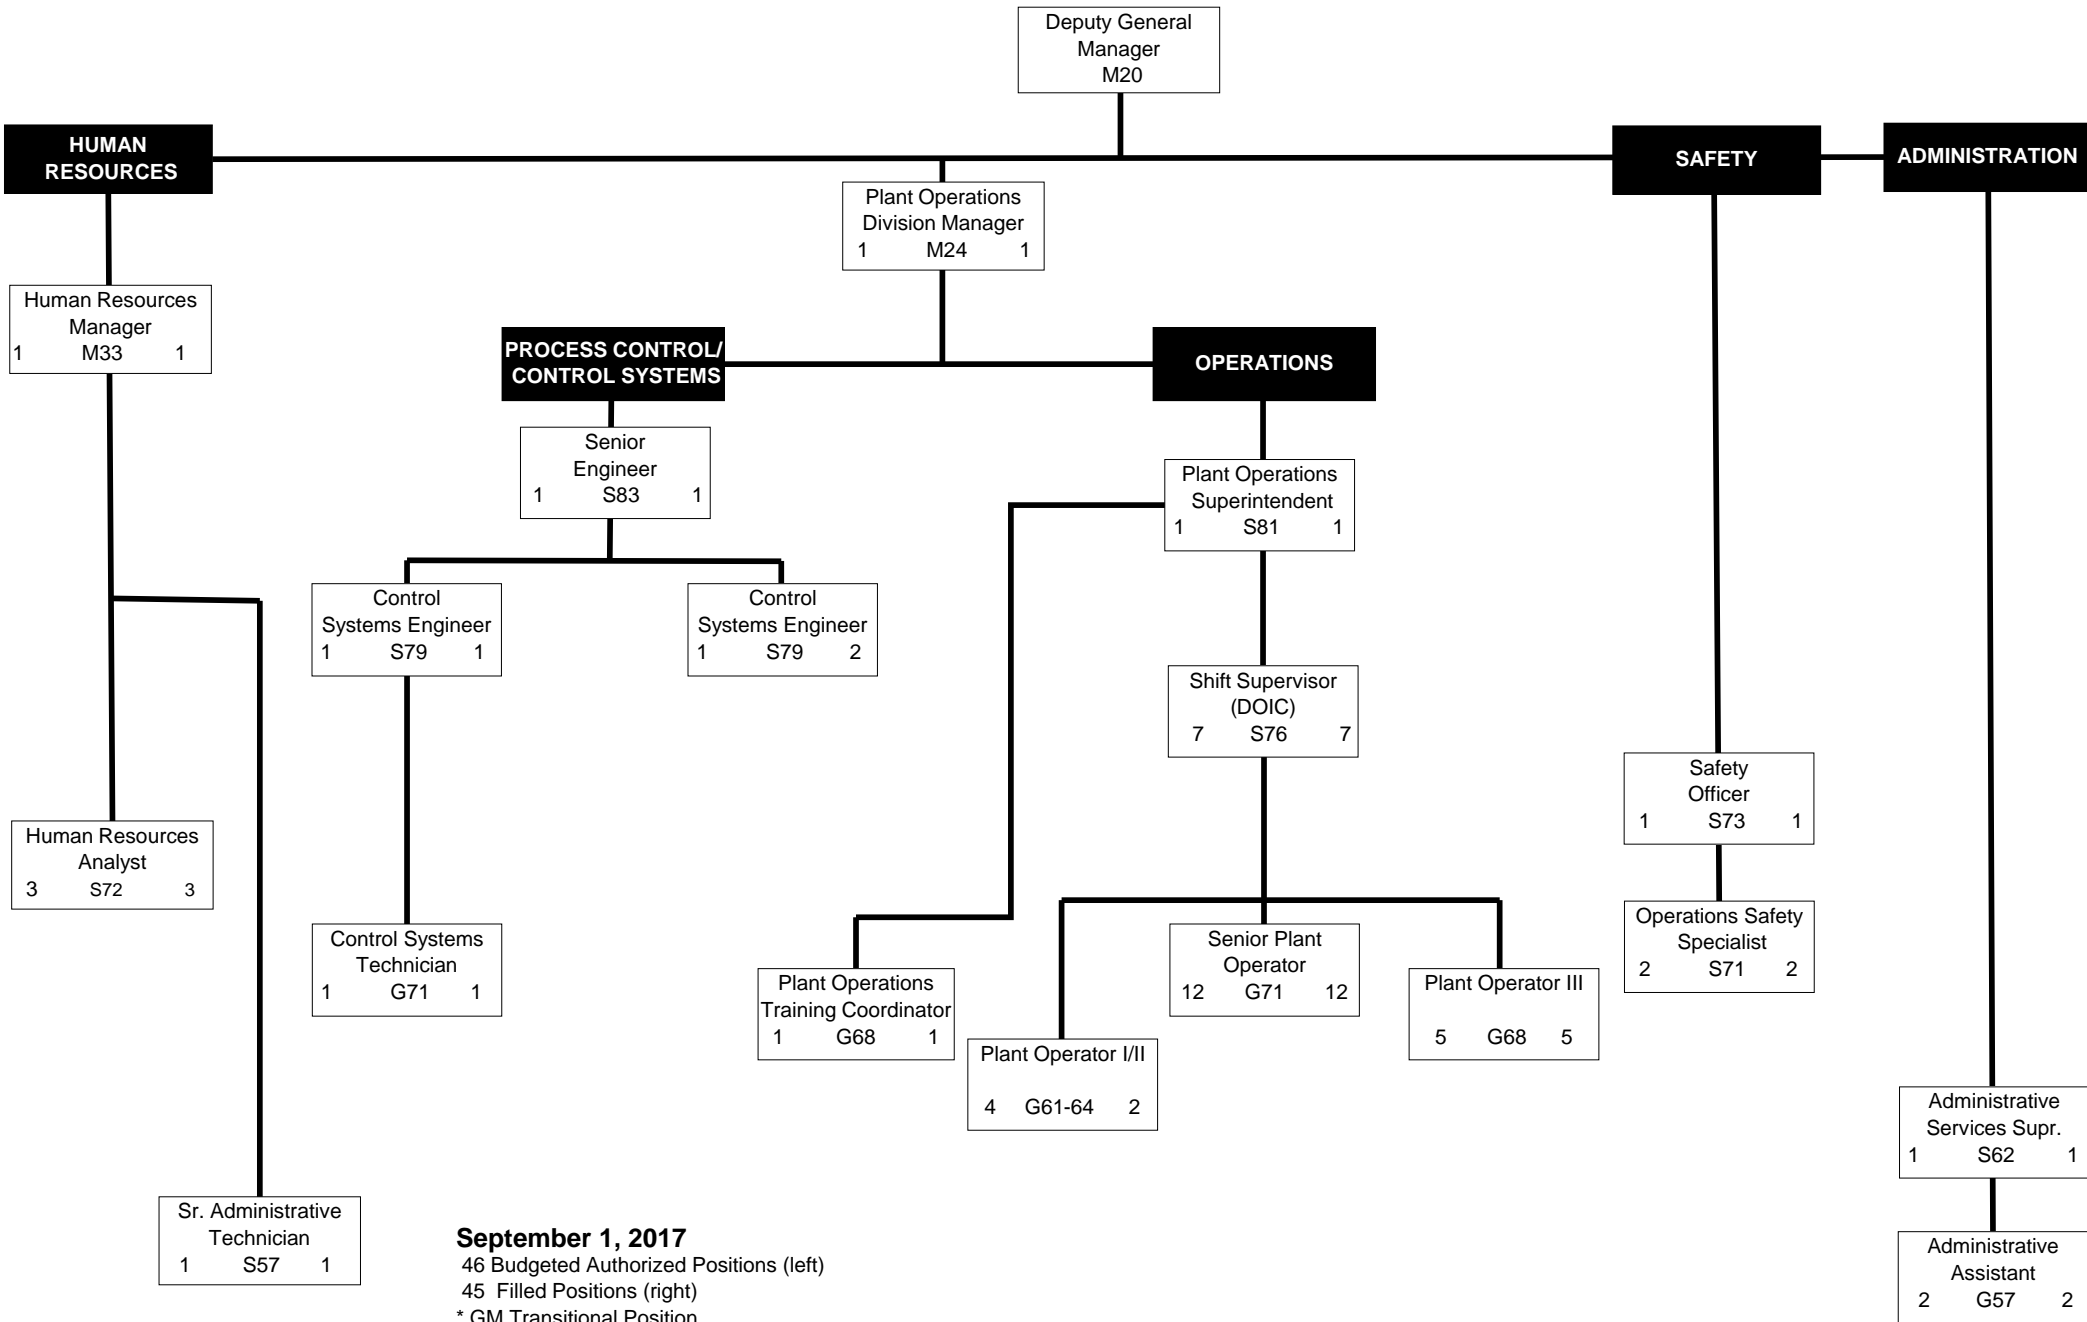 Deputy General
Manager
M20
HUMAN
RESOURCES
SAFETY
ADMINISTRATION
Plant Operations
Division Manager
1 M24 1
Human Resources
Manager
1 M33 1
PROCESS CONTROL/
CONTROL SYSTEMS
OPERATIONS
Senior
Engineer
1 S83 1
Plant Operations
Superintendent
1 S81 1
Control
Systems Engineer
1 S79 1
Control
Systems Engineer
1 S79 2
Shift Supervisor
(DOIC)
7 S76 7
Safety
Officer
1 S73 1
Human Resources
Analyst
3 S72 3
Operations Safety
Specialist
2 S71 2
Control Systems
Technician
1 G71 1
Plant Operations
Training Coordinator
1 G68 1
Senior Plant
Operator
12 G71 12
Plant Operator III
5 G68 5
Plant Operator I/II
4 G61-64 2
Administrative
Services Supr.
1 S62 1
Sr. Administrative
Technician
1 S57 1
Administrative
Assistant
2 G57 2
September 1, 2017
46 Budgeted Authorized Positions (left)
45 Filled Positions (right)
* GM Transitional Position